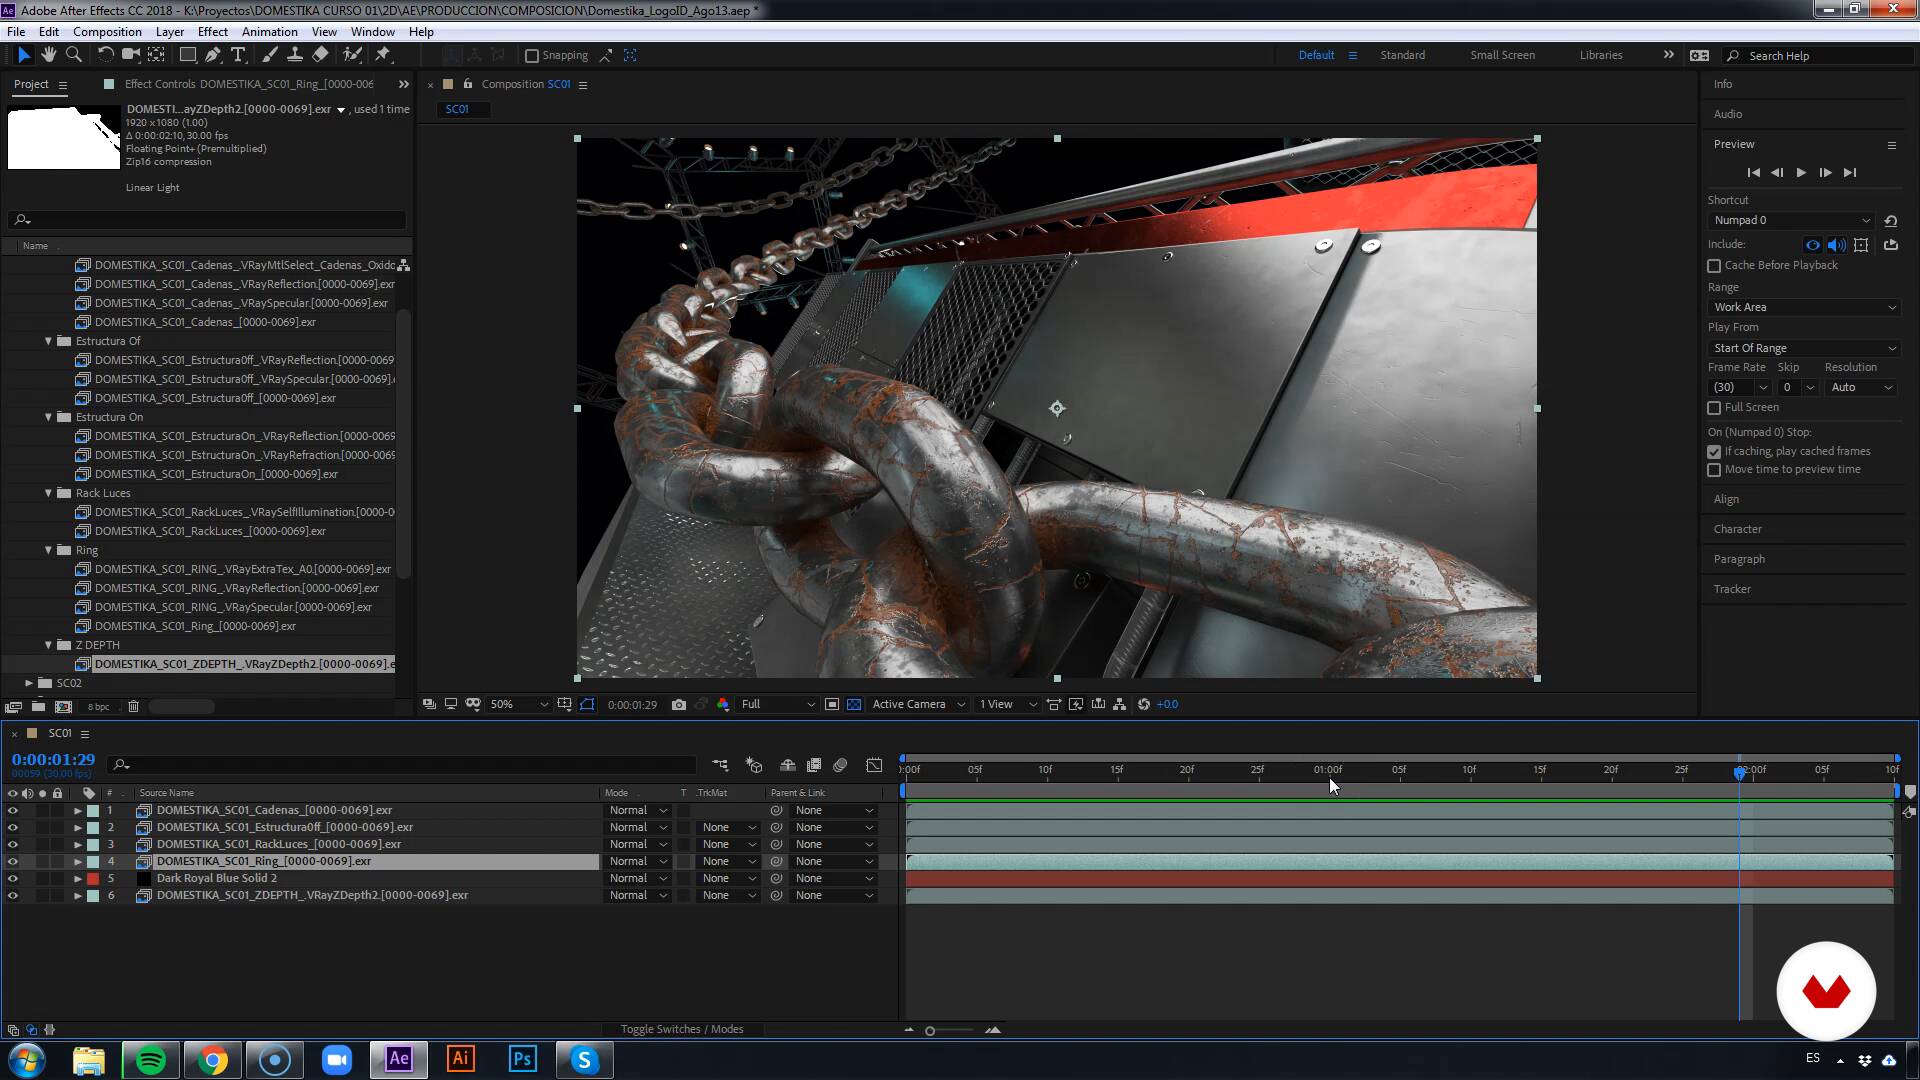 Adobe After Effects CC 2018 - K:\Proyectos\DOMESTIKA CURSO 01\2D\AE\PRODUCCION\COMPOSICION\Domestika_LogoID_Ago13.aep *
File Edit Composition Layer Effect Animation View Window Help
Snapping
Default Standard Small Screen Libraries Search Help
Project Effect Controls DOMESTIKA_SC01_Ring_[0000-006
DOMESTI...ayZDepth2.[0000-0069].exr , used 1 time
1920 x1080 (1.00)
Δ 0:00:02:10, 30.00 fps
Floating Point+ (Premultiplied)
Zip16 compression
Linear Light
Name
DOMESTIKA_SC01_Cadenas_.VRayMtlSelect_Cadenas_Oxido
DOMESTIKA_SC01_Cadenas_.VRayReflection.[0000-0069].exr
DOMESTIKA_SC01_Cadenas_.VRaySpecular.[0000-0069].exr
DOMESTIKA_SC01_Cadenas_[0000-0069].exr
Estructura Of
DOMESTIKA_SC01_Estructura0ff_.VRayReflection.[0000-0069
DOMESTIKA_SC01_Estructura0ff_.VRaySpecular.[0000-0069].
DOMESTIKA_SC01_Estructura0ff_[0000-0069].exr
Estructura On
DOMESTIKA_SC01_EstructuraOn_.VRayReflection.[0000-0069
DOMESTIKA_SC01_EstructuraOn_.VRayRefraction.[0000-0069
DOMESTIKA_SC01_EstructuraOn_[0000-0069].exr
Rack Luces
DOMESTIKA_SC01_RackLuces_.VRaySelfIllumination.[0000-0
DOMESTIKA_SC01_RackLuces_[0000-0069].exr
Ring
DOMESTIKA_SC01_RING_.VRayExtraTex_AO.[0000-0069].exr
DOMESTIKA_SC01_RING_.VRayReflection.[0000-0069].exr
DOMESTIKA_SC01_RING_.VRaySpecular.[0000-0069].exr
DOMESTIKA_SC01_Ring_[0000-0069].exr
Z DEPTH
DOMESTIKA_SC01_ZDEPTH_.VRayZDepth2.[0000-0069].e
SC02
8 bpc
Composition SC01
SC01
50% 0:00:01:29 Full Active Camera 1 View +0.0
Info
Audio
Preview
Shortcut
Numpad 0
Include:
Cache Before Playback
Range
Work Area
Play From
Start Of Range
Frame Rate Skip Resolution
(30) 0 Auto
Full Screen
On (Numpad 0) Stop:
If caching, play cached frames
Move time to preview time
Align
Character
Paragraph
Tracker
SC01
0:00:01:29
00059 (30.00 fps)
# Source Name Mode T .TrkMat Parent & Link
:00f 05f 10f 15f 20f 25f 01:00f 05f 10f 15f 20f 25f 02:00f 05f 10f
1 DOMESTIKA_SC01_Cadenas_[0000-0069].exr Normal None
2 DOMESTIKA_SC01_Estructura0ff_[0000-0069].exr Normal None None
3 DOMESTIKA_SC01_RackLuces_[0000-0069].exr Normal None None
4 DOMESTIKA_SC01_Ring_[0000-0069].exr Normal None None
5 Dark Royal Blue Solid 2 Normal None None
6 DOMESTIKA_SC01_ZDEPTH_.VRayZDepth2.[0000-0069].exr Normal None None
Toggle Switches / Modes
Ae Ai Ps S ES